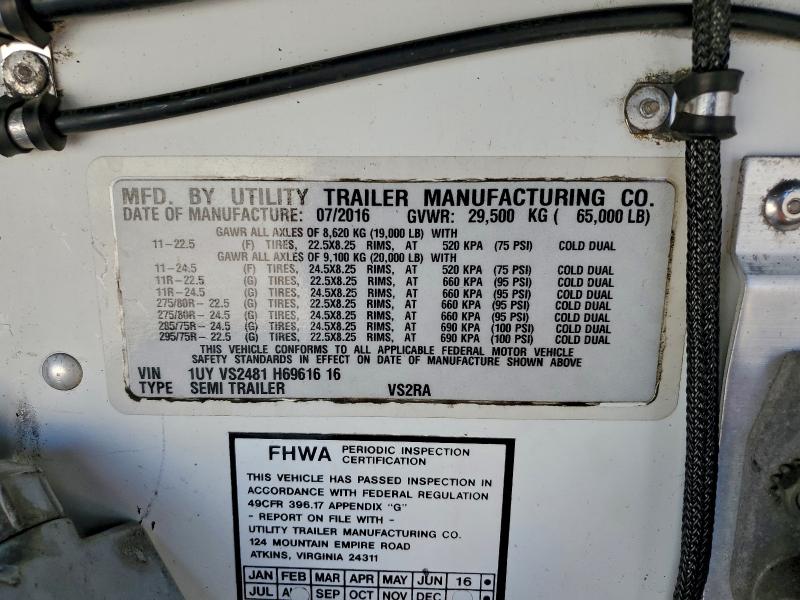 MFD. BY UTILITY TRAILER MANUFACTURING CO.
DATE OF MANUFACTURE: 07/2016 GVWR: 29,500 KG ( 65,000 LB)
GAWR ALL AXLES OF 8,620 KG (19,000 LB) WITH
11-22.5 (F) TIRES, 22.5X8.25 RIMS, AT 520 KPA (75 PSI) COLD DUAL
GAWR ALL AXLES OF 9,100 KG (20,000 LB) WITH
11-24.5 (F) TIRES, 24.5X8.25 RIMS, AT 520 KPA (75 PSI) COLD DUAL
11R-22.5 (G) TIRES, 22.5X8.25 RIMS, AT 660 KPA (95 PSI) COLD DUAL
11R-24.5 (G) TIRES, 24.5X8.25 RIMS, AT 660 KPA (95 PSI) COLD DUAL
275/80R- 22.5 (G) TIRES, 22.5X8.25 RIMS, AT 660 KPA (95 PSI) COLD DUAL
275/80R- 24.5 (G) TIRES, 24.5X8.25 RIMS, AT 660 KPA (95 PSI) COLD DUAL
285/75R- 24.5 (G) TIRES, 24.5X8.25 RIMS, AT 690 KPA (100 PSI) COLD DUAL
295/75R- 22.5 (G) TIRES, 22.5X8.25 RIMS, AT 690 KPA (100 PSI) COLD DUAL
THIS VEHICLE CONFORMS TO ALL APPLICABLE FEDERAL MOTOR VEHICLE
SAFETY STANDARDS IN EFFECT ON DATE OF MANUFACTURE SHOWN ABOVE
VIN 1UY VS2481 H69616 16
TYPE SEMI TRAILER VS2RA
FHWA PERIODIC INSPECTION
CERTIFICATION
THIS VEHICLE HAS PASSED INSPECTION IN
ACCORDANCE WITH FEDERAL REGULATION
49CFR 396.17 APPENDIX "G"
- REPORT ON FILE WITH -
UTILITY TRAILER MANUFACTURING CO.
124 MOUNTAIN EMPIRE ROAD
ATKINS, VIRGINIA 24311
JAN FEB MAR APR MAY JUN 16
JUL SEP OCT NOV DEC